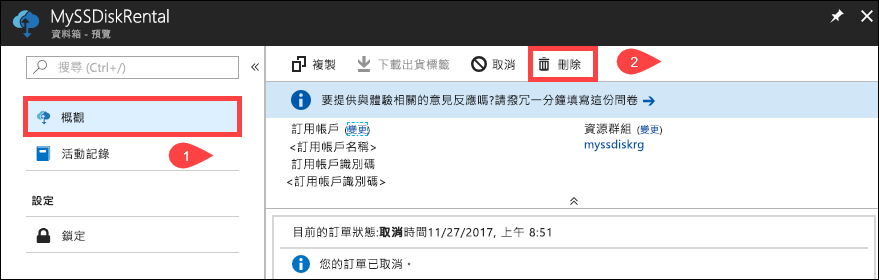 MySSDiskRental
資料箱 - 預覽
搜尋 (Ctrl+/)
概觀
活動記錄
1
設定
鎖定
複製 下載出貨標籤 取消 刪除 2
要提供與體驗相關的意見反應嗎?請撥冗一分鐘填寫這份問卷 →
訂用帳戶 (變更)
<訂用帳戶名稱>
訂用帳戶識別碼
<訂用帳戶識別碼>
資源群組 (變更)
myssdiskrg
目前的訂單狀態:取消時間11/27/2017, 上午 8:51
您的訂單已取消。